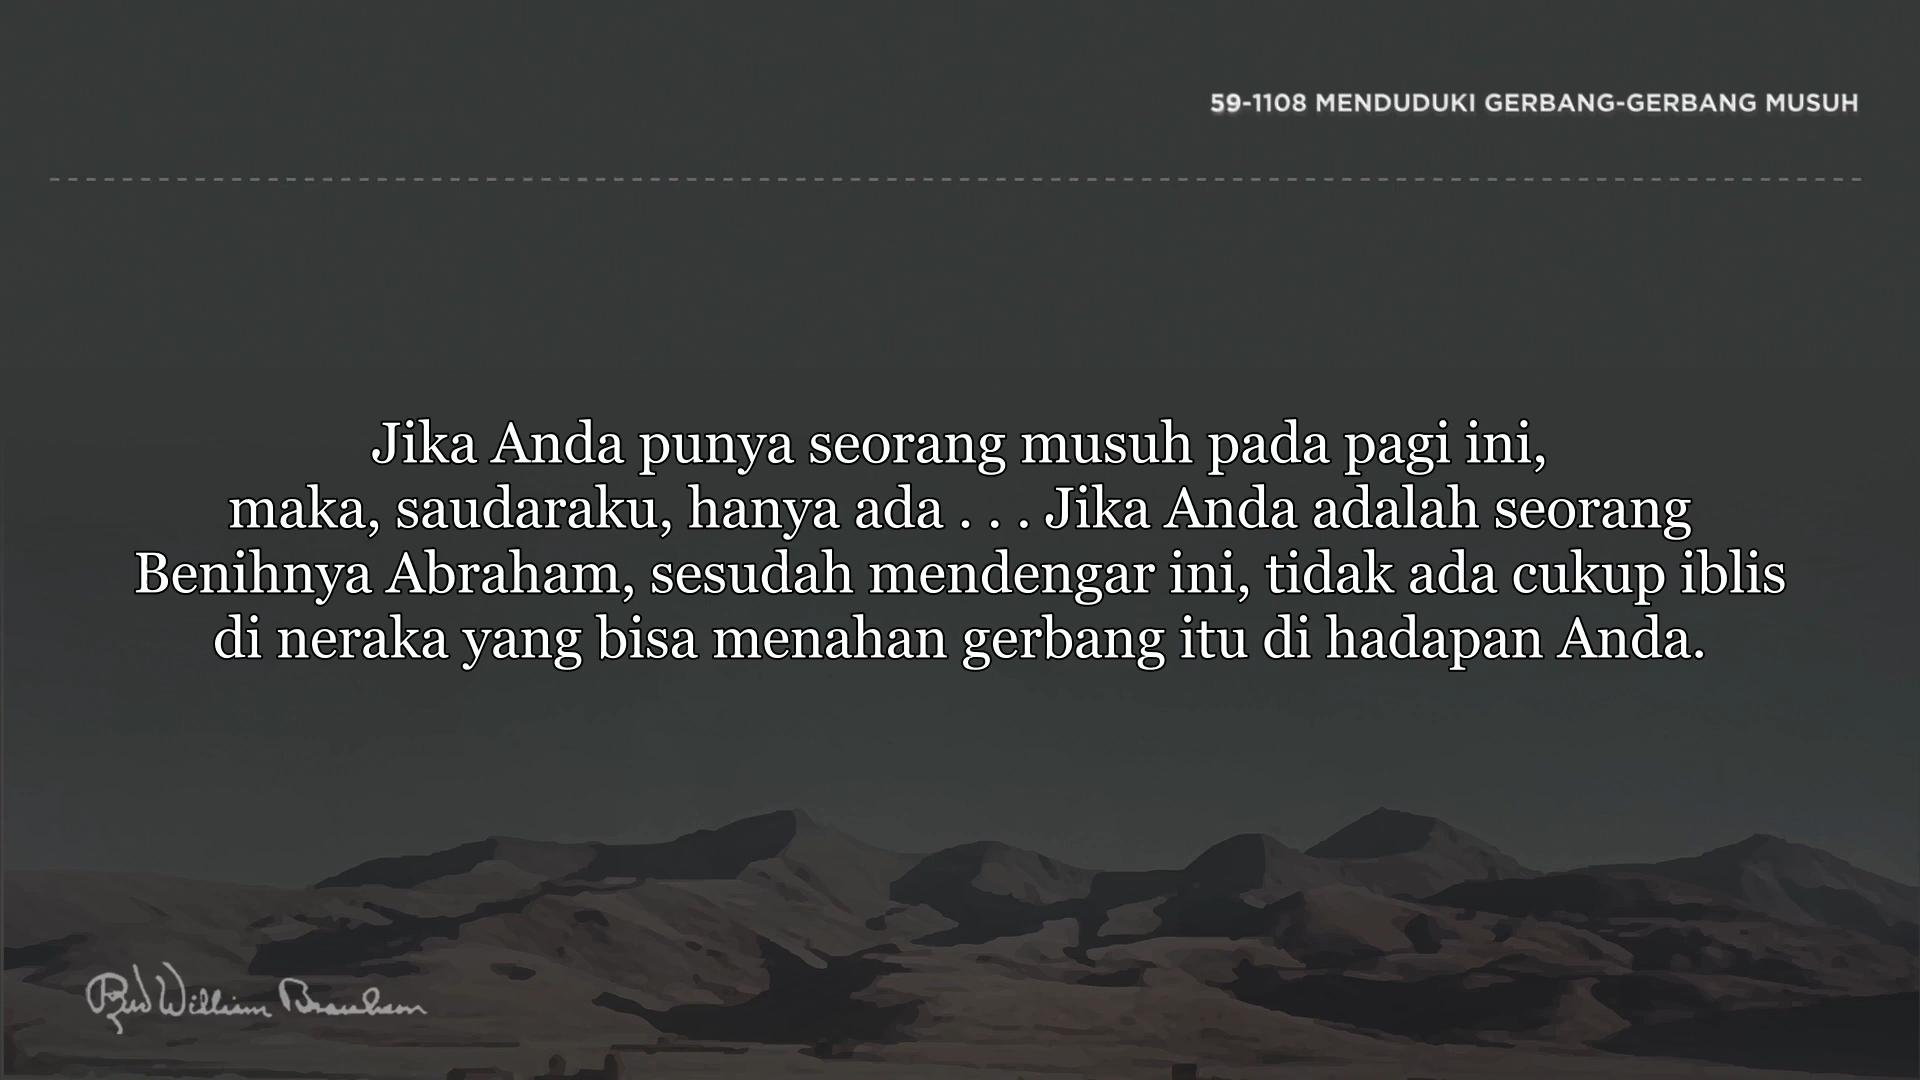 59-1108 MENDUDUKI GERBANG-GERBANG MUSUH
Jika Anda punya seorang musuh pada pagi ini,
maka, saudaraku, hanya ada . . . Jika Anda adalah seorang
Benihnya Abraham, sesudah mendengar ini, tidak ada cukup iblis
di neraka yang bisa menahan gerbang itu di hadapan Anda.
Rev William Branham